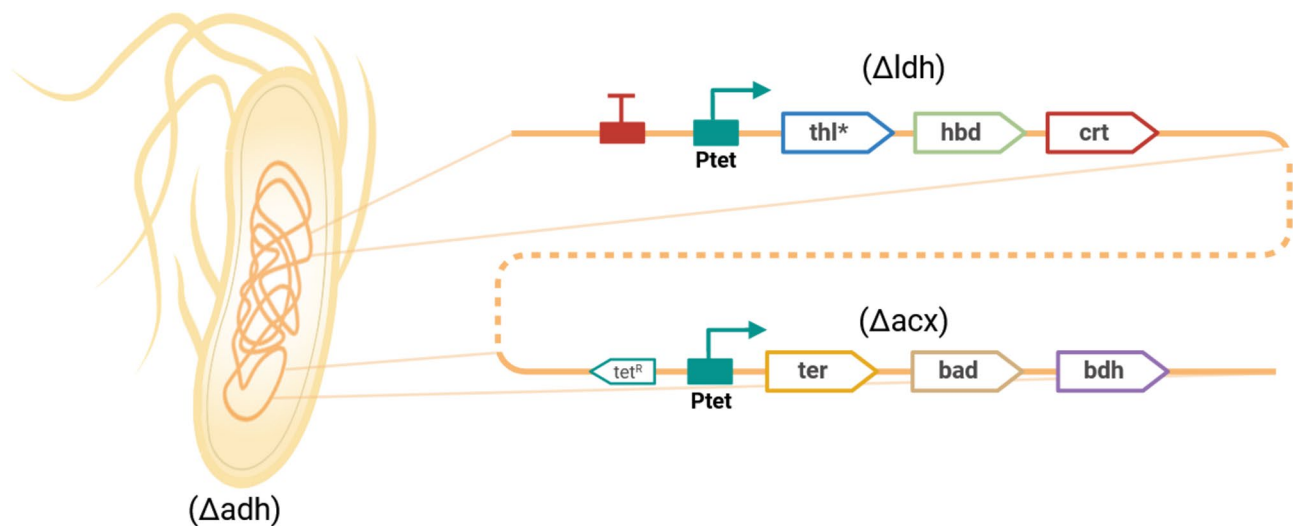 (Δldh)
thl* hbd crt
Ptet
(Δacx)
tetR ter bad bdh
Ptet
(Δadh)